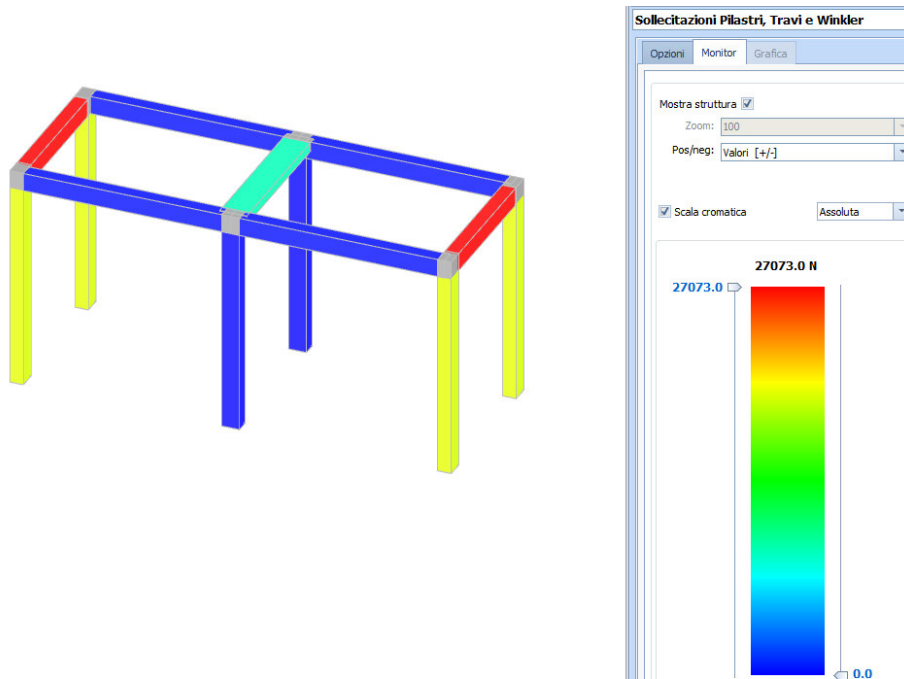 Sollecitazioni Pilastri, Travi e Winkler
Opzioni Monitor Grafica
Mostra struttura
Zoom: 100
Pos/neg: Valori [+/-]
Scala cromatica Assoluta
27073.0 N
27073.0
0.0